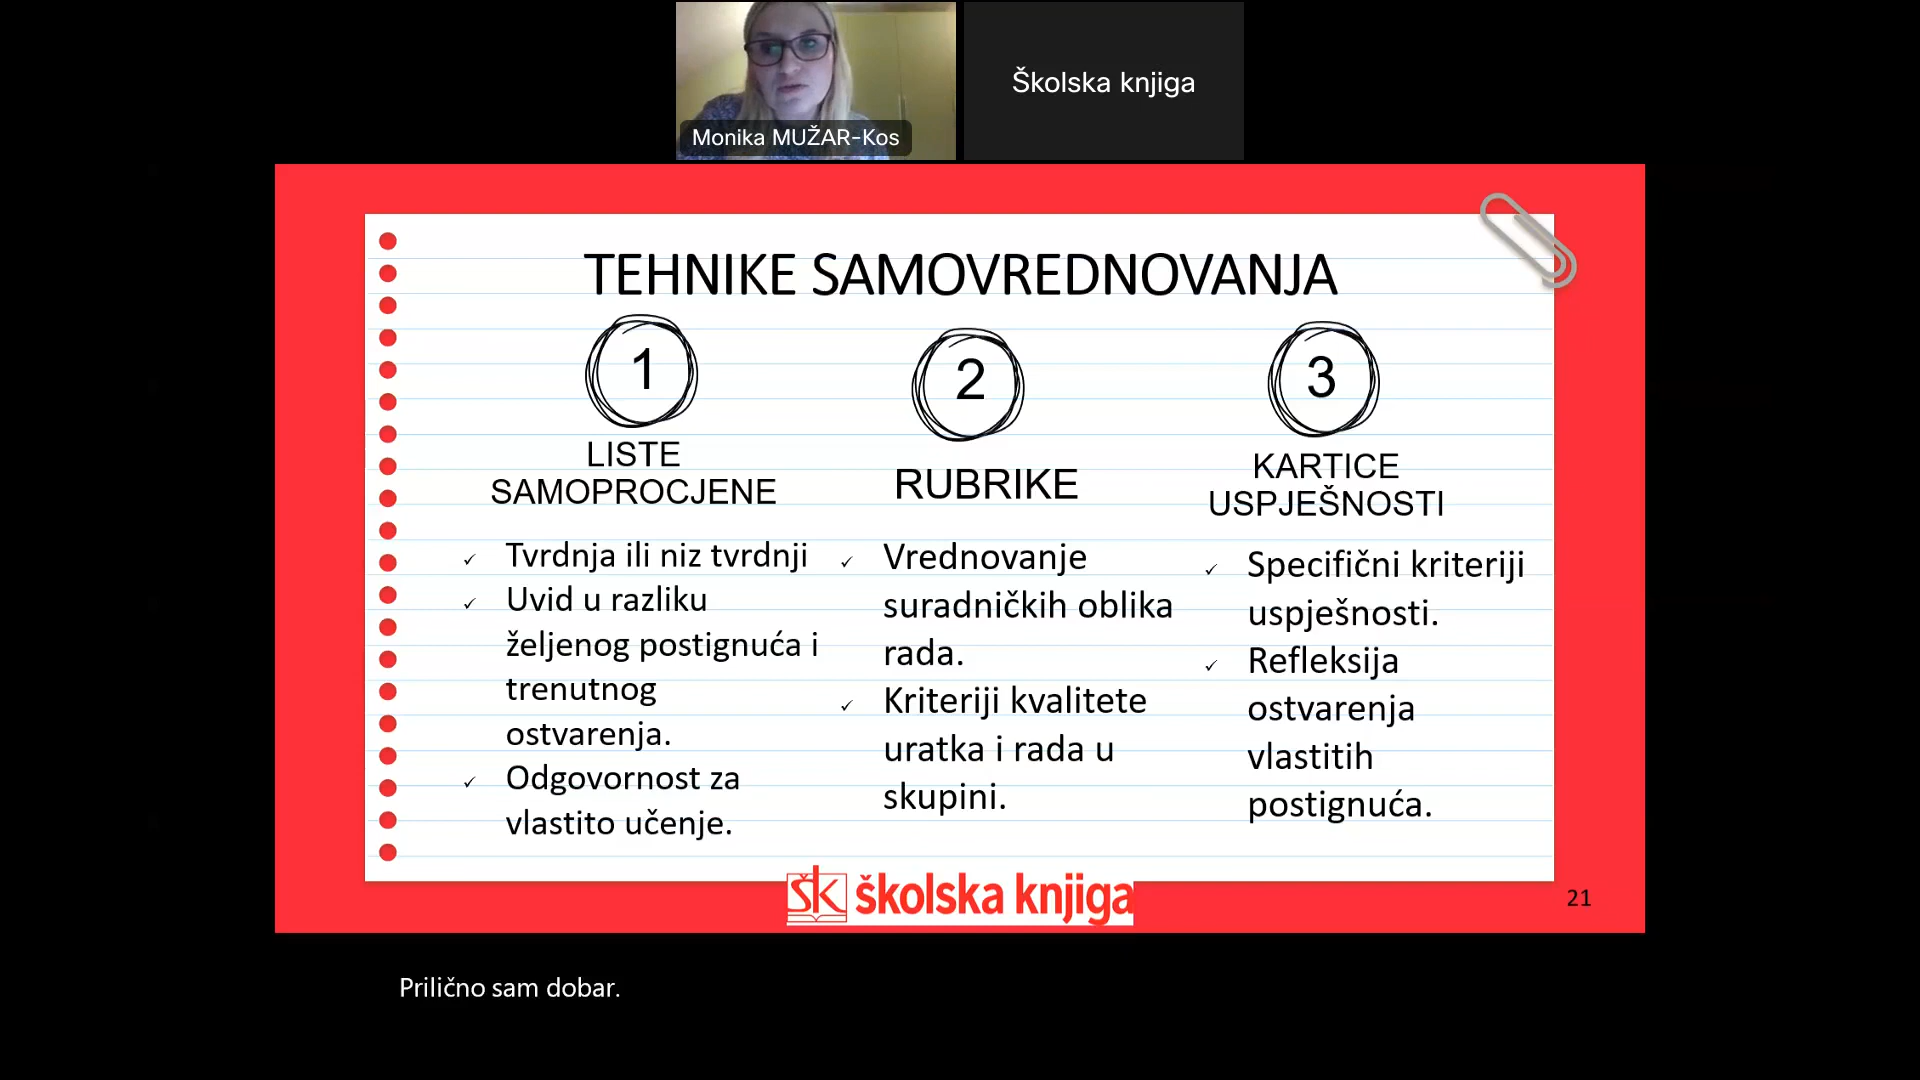 Školska knjiga
Monika MUŽAR-Kos
TEHNIKE SAMOVREDNOVANJA
1
LISTE
SAMOPROCJENE
✓ Tvrdnja ili niz tvrdnji
✓ Uvid u razliku
željenog postignuća i
trenutnog
ostvarenja.
✓ Odgovornost za
vlastito učenje.
2
RUBRIKE
✓ Vrednovanje
suradničkih oblika
rada.
✓ Kriteriji kvalitete
uratka i rada u
skupini.
3
KARTICE
USPJEŠNOSTI
✓ Specifični kriteriji
uspješnosti.
✓ Refleksija
ostvarenja
vlastitih
postignuća.
ŠK školska knjiga
21
Prilično sam dobar.